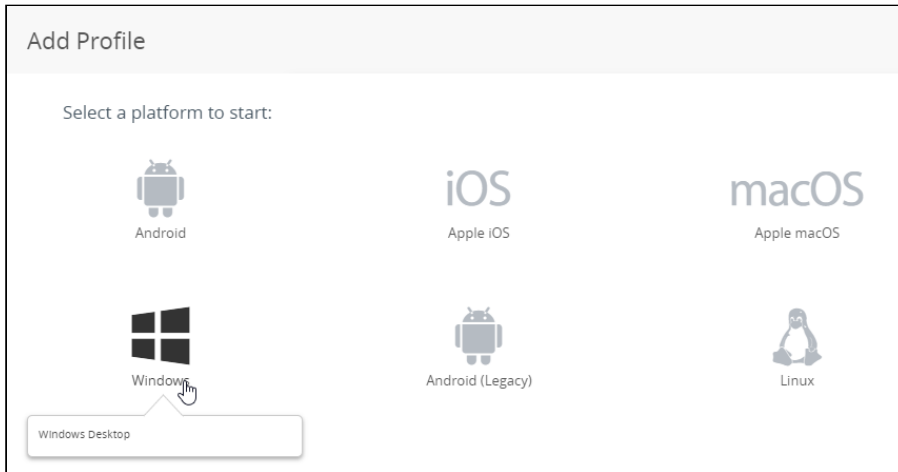 Add Profile
Select a platform to start:
iOS
macOS
Android
Apple iOS
Apple macOS
Windows
Android (Legacy)
Linux
Windows Desktop